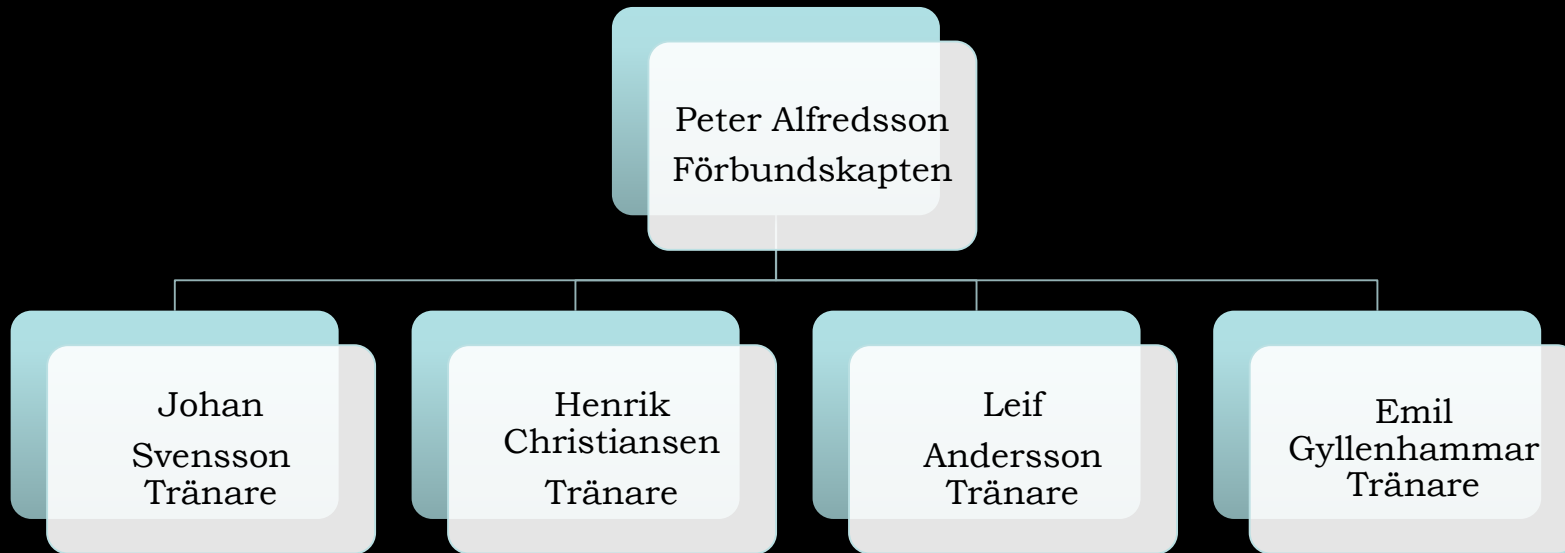 Peter Alfredsson
Förbundskapten
Johan
Svensson
Tränare
Henrik
Christiansen
Tränare
Leif
Andersson
Tränare
Emil
Gyllenhammar
Tränare